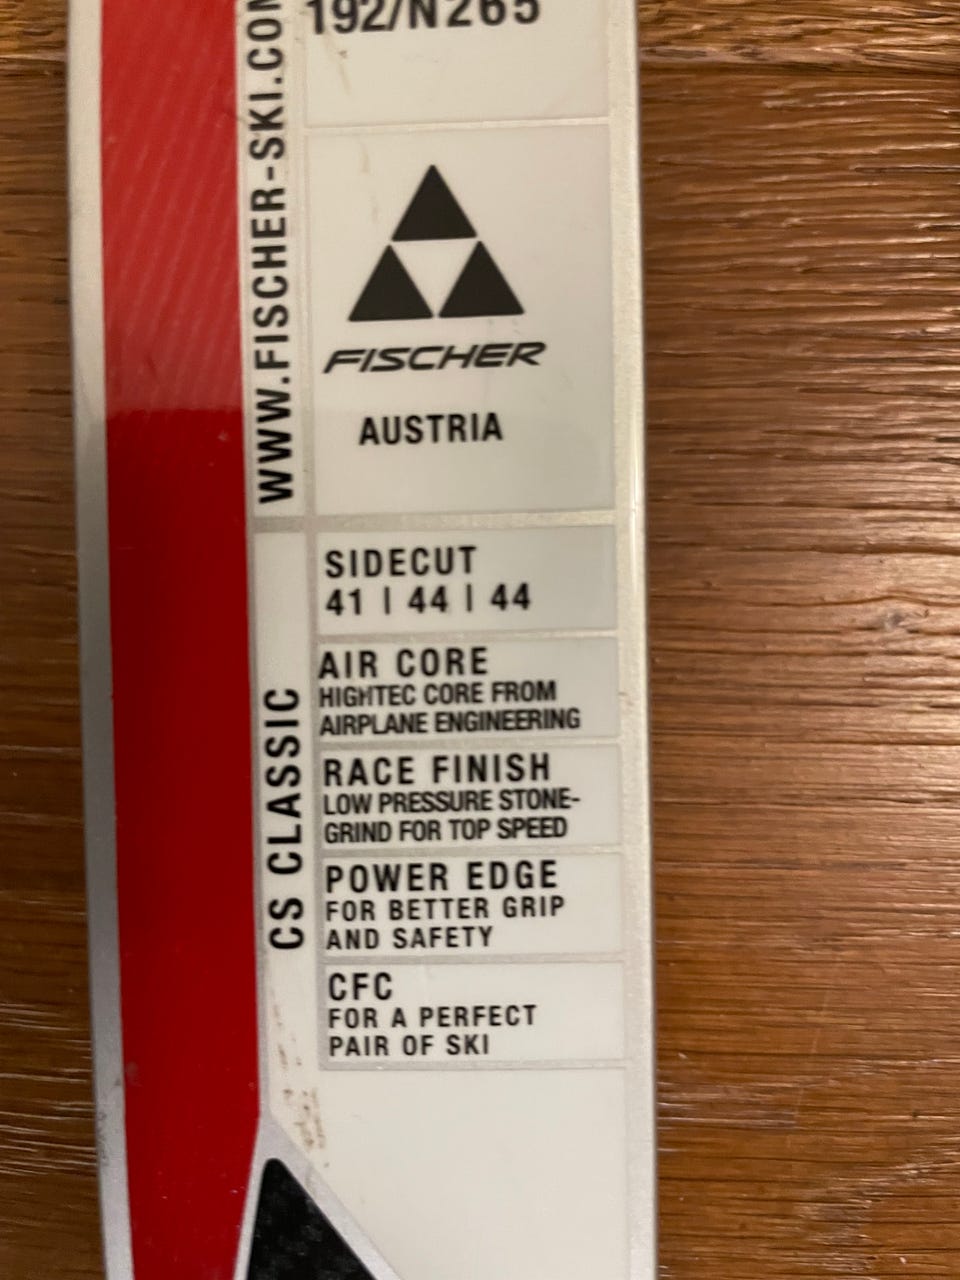 192/N265
WWW.FISCHER-SKI.COM
FISCHER
AUSTRIA
CS CLASSIC
SIDECUT
41 | 44 | 44
AIR CORE
HIGHTEC CORE FROM
AIRPLANE ENGINEERING
RACE FINISH
LOW PRESSURE STONE-
GRIND FOR TOP SPEED
POWER EDGE
FOR BETTER GRIP
AND SAFETY
CFC
FOR A PERFECT
PAIR OF SKI